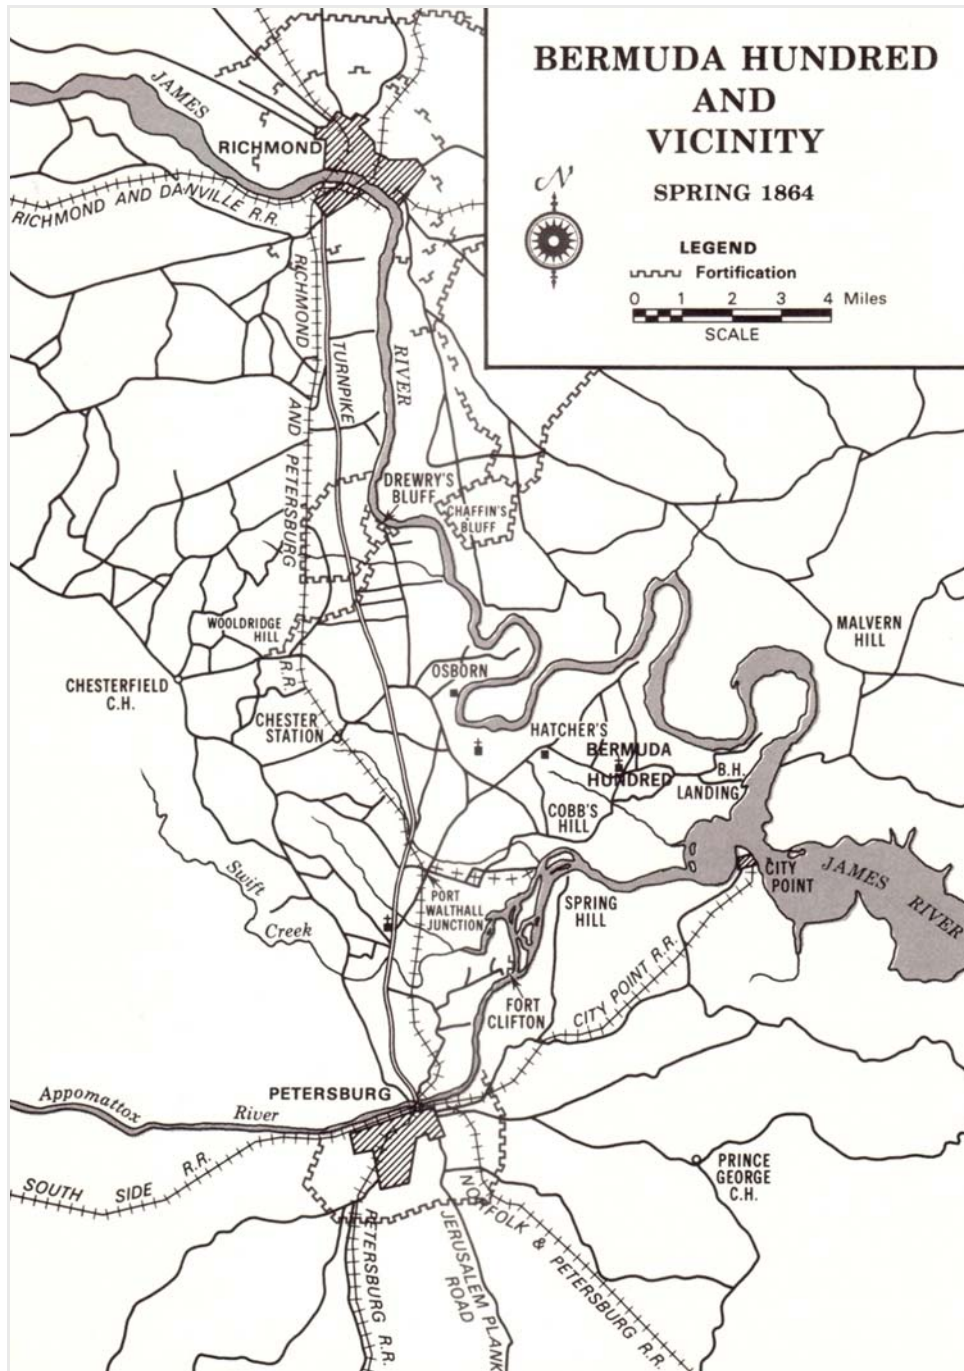 BERMUDA HUNDRED
AND
VICINITY
SPRING 1864
N
LEGEND
Fortification
0 1 2 3 4 Miles
SCALE
JAMES
RICHMOND
RICHMOND AND DANVILLE R.R.
RICHMOND
AND PETERSBURG
R.R.
TURNPIKE
RIVER
DREWRY'S
BLUFF
CHAFFIN'S
BLUFF
WOOLDRIDGE
HILL
MALVERN
HILL
CHESTERFIELD
C.H.
OSBORN
CHESTER
STATION
HATCHER'S
BERMUDA
HUNDRED
B.H.
LANDING
COBB'S
HILL
Swift
Creek
PORT
WALTHALL
JUNCTION
SPRING
HILL
CITY
POINT
JAMES
RIVER
FORT
CLIFTON
CITY POINT R.R.
PETERSBURG
Appomattox
River
SOUTH SIDE R.R.
PRINCE
GEORGE
C.H.
PETERSBURG R.R.
JERUSALEM PLANK
ROAD
NORFOLK & PETERSBURG R.R.